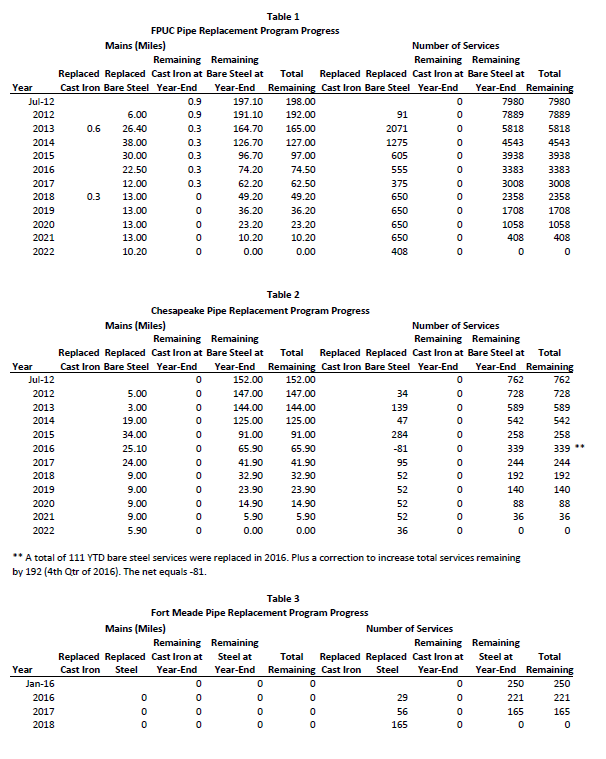 Table 1
FPUC Pipe Replacement Program Progress
Mains (Miles) Number of Services
Remaining Remaining Remaining Remaining
Replaced Replaced Cast Iron at Bare Steel at Total Replaced Replaced Cast Iron at Bare Steel at Total
Year Cast Iron Bare Steel Year-End Year-End Remaining Cast Iron Bare Steel Year-End Year-End Remaining
Jul-12 0.9 197.10 198.00 0 7980 7980
2012 6.00 0.9 191.10 192.00 91 0 7889 7889
2013 0.6 26.40 0.3 164.70 165.00 2071 0 5818 5818
2014 38.00 0.3 126.70 127.00 1275 0 4543 4543
2015 30.00 0.3 96.70 97.00 605 0 3938 3938
2016 22.50 0.3 74.20 74.50 555 0 3383 3383
2017 12.00 0.3 62.20 62.50 375 0 3008 3008
2018 0.3 13.00 0 49.20 49.20 650 0 2358 2358
2019 13.00 0 36.20 36.20 650 0 1708 1708
2020 13.00 0 23.20 23.20 650 0 1058 1058
2021 13.00 0 10.20 10.20 650 0 408 408
2022 10.20 0 0.00 0.00 408 0 0 0
Table 2
Chesapeake Pipe Replacement Program Progress
Mains (Miles) Number of Services
Remaining Remaining Remaining Remaining
Replaced Replaced Cast Iron at Bare Steel at Total Replaced Replaced Cast Iron at Bare Steel at Total
Year Cast Iron Bare Steel Year-End Year-End Remaining Cast Iron Bare Steel Year-End Year-End Remaining
Jul-12 0 152.00 152.00 0 762 762
2012 5.00 0 147.00 147.00 34 0 728 728
2013 3.00 0 144.00 144.00 139 0 589 589
2014 19.00 0 125.00 125.00 47 0 542 542
2015 34.00 0 91.00 91.00 284 0 258 258
2016 25.10 0 65.90 65.90 -81 0 339 339 **
2017 24.00 0 41.90 41.90 95 0 244 244
2018 9.00 0 32.90 32.90 52 0 192 192
2019 9.00 0 23.90 23.90 52 0 140 140
2020 9.00 0 14.90 14.90 52 0 88 88
2021 9.00 0 5.90 5.90 52 0 36 36
2022 5.90 0 0.00 0.00 36 0 0 0
** A total of 111 YTD bare steel services were replaced in 2016. Plus a correction to increase total services remaining
by 192 (4th Qtr of 2016). The net equals -81.
Table 3
Fort Meade Pipe Replacement Program Progress
Mains (Miles) Number of Services
Remaining Remaining Remaining Remaining
Replaced Replaced Cast Iron at Steel at Total Replaced Replaced Cast Iron at Steel at Total
Year Cast Iron Steel Year-End Year-End Remaining Cast Iron Steel Year-End Year-End Remaining
Jan-16 0 0 0 0 250 250
2016 0 0 0 0 29 0 221 221
2017 0 0 0 0 56 0 165 165
2018 0 0 0 0 165 0 0 0